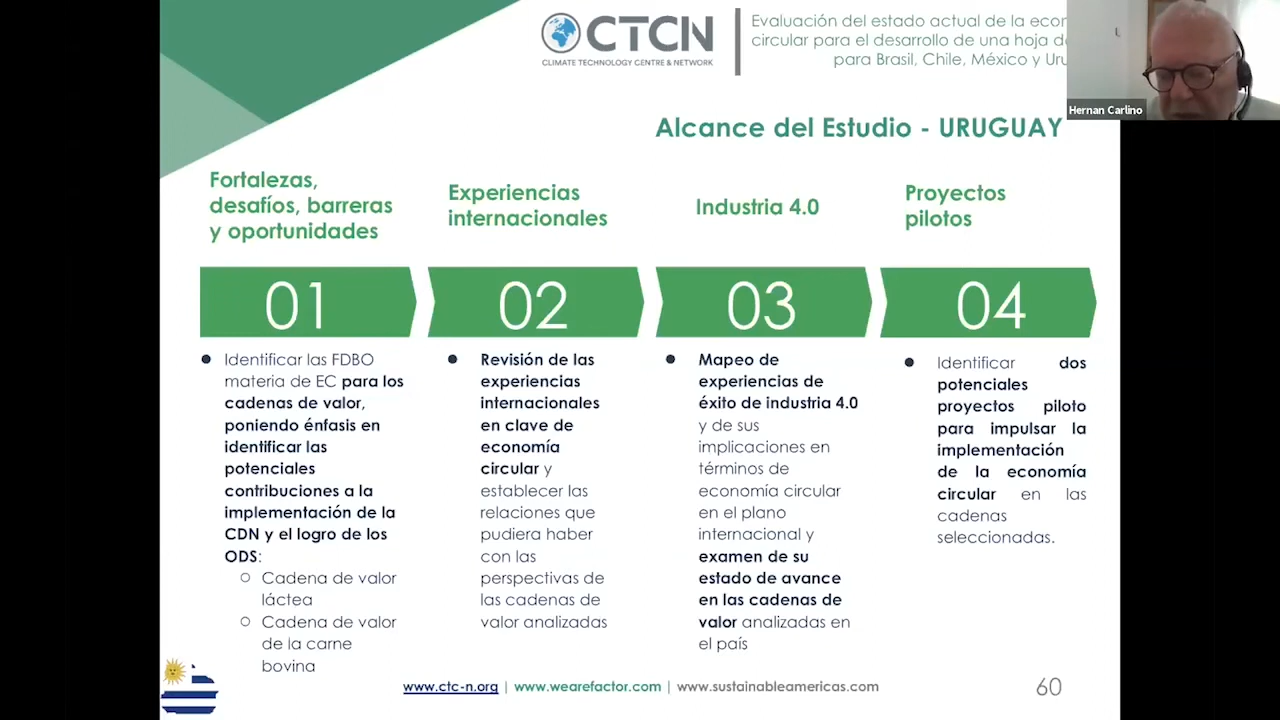 CTCN
CLIMATE TECHNOLOGY CENTRE & NETWORK
Evaluación del estado actual de la
circular para el desarrollo de una hoja
para Brasil, Chile, México y
Hernan Carlino
Alcance del Estudio - URUGUAY
Fortalezas,
desafíos, barreras
y oportunidades
Experiencias
internacionales
Industria 4.0
Proyectos
pilotos
01
02
03
04
Identificar las FDBO
materia de EC para los
cadenas de valor,
poniendo énfasis en
identificar las
potenciales
contribuciones a la
implementación de la
CDN y el logro de los
ODS:
Cadena de valor
láctea
Cadena de valor
de la carne
bovina
Revisión de las
experiencias
internacionales
en clave de
economía
circular y
establecer las
relaciones que
pudiera haber
con las
perspectivas de
las cadenas de
valor analizadas
Mapeo de
experiencias de
éxito de industria 4.0
y de sus
implicaciones en
términos de
economía circular
en el plano
internacional y
examen de su
estado de avance
en las cadenas de
valor analizadas en
el país
Identificar dos
potenciales
proyectos piloto
para impulsar la
implementación
de la economía
circular en las
cadenas
seleccionadas.
www.ctc-n.org | www.wearefactor.com | www.sustainableamericas.com
60